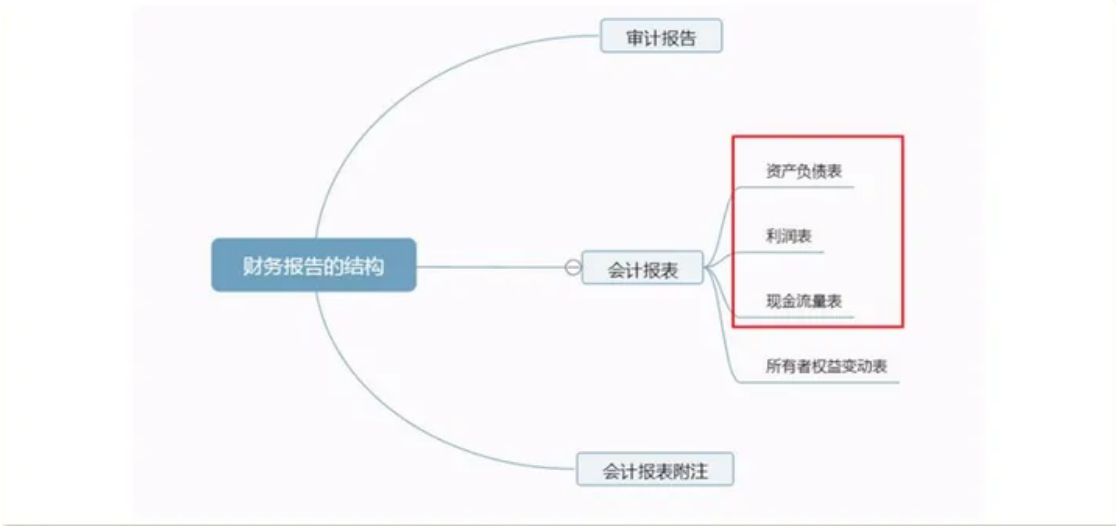 审计报告
财务报告的结构
会计报表
资产负债表
利润表
现金流量表
所有者权益变动表
会计报表附注